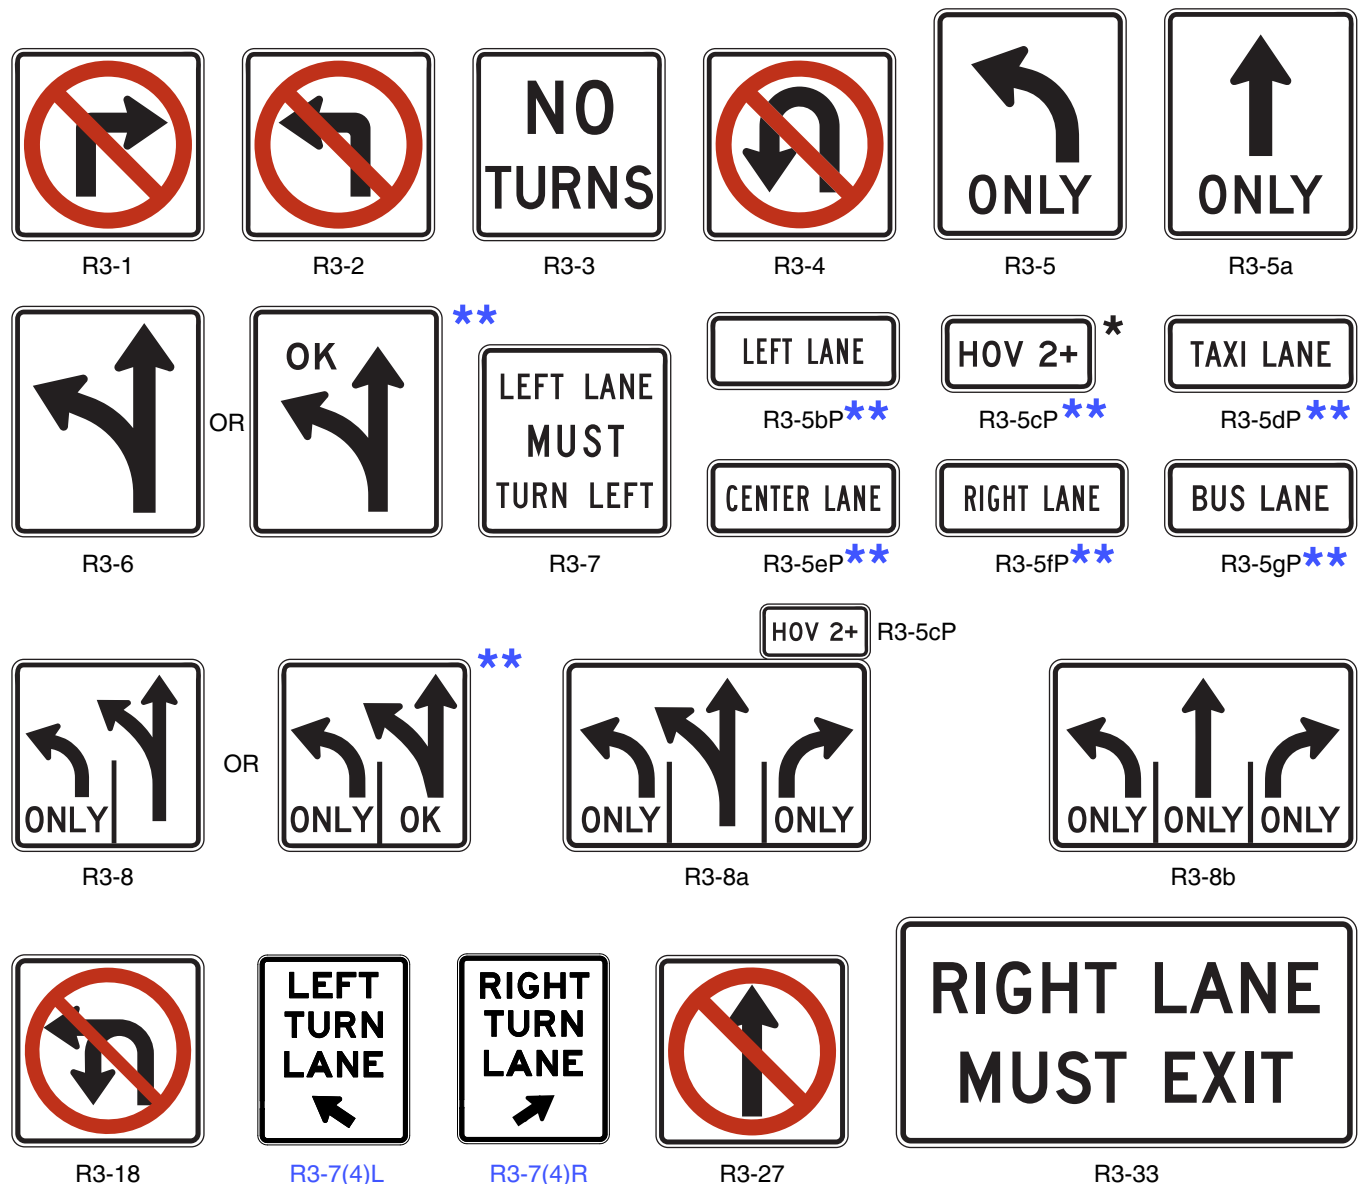 NO
TURNS
ONLY
ONLY
R3-1
R3-2
R3-3
R3-4
R3-5
R3-5a
OK
**
OR
LEFT LANE
MUST
TURN LEFT
LEFT LANE
HOV 2+
*
TAXI LANE
R3-5bP**
R3-5cP**
R3-5dP**
CENTER LANE
RIGHT LANE
BUS LANE
R3-6
R3-7
R3-5eP**
R3-5fP**
R3-5gP**
HOV 2+
R3-5cP
ONLY
OR
ONLY
OK
**
ONLY
ONLY
ONLY
ONLY
ONLY
R3-8
R3-8a
R3-8b
LEFT
TURN
LANE
RIGHT
TURN
LANE
RIGHT LANE
MUST EXIT
R3-18
R3-7(4)L
R3-7(4)R
R3-27
R3-33